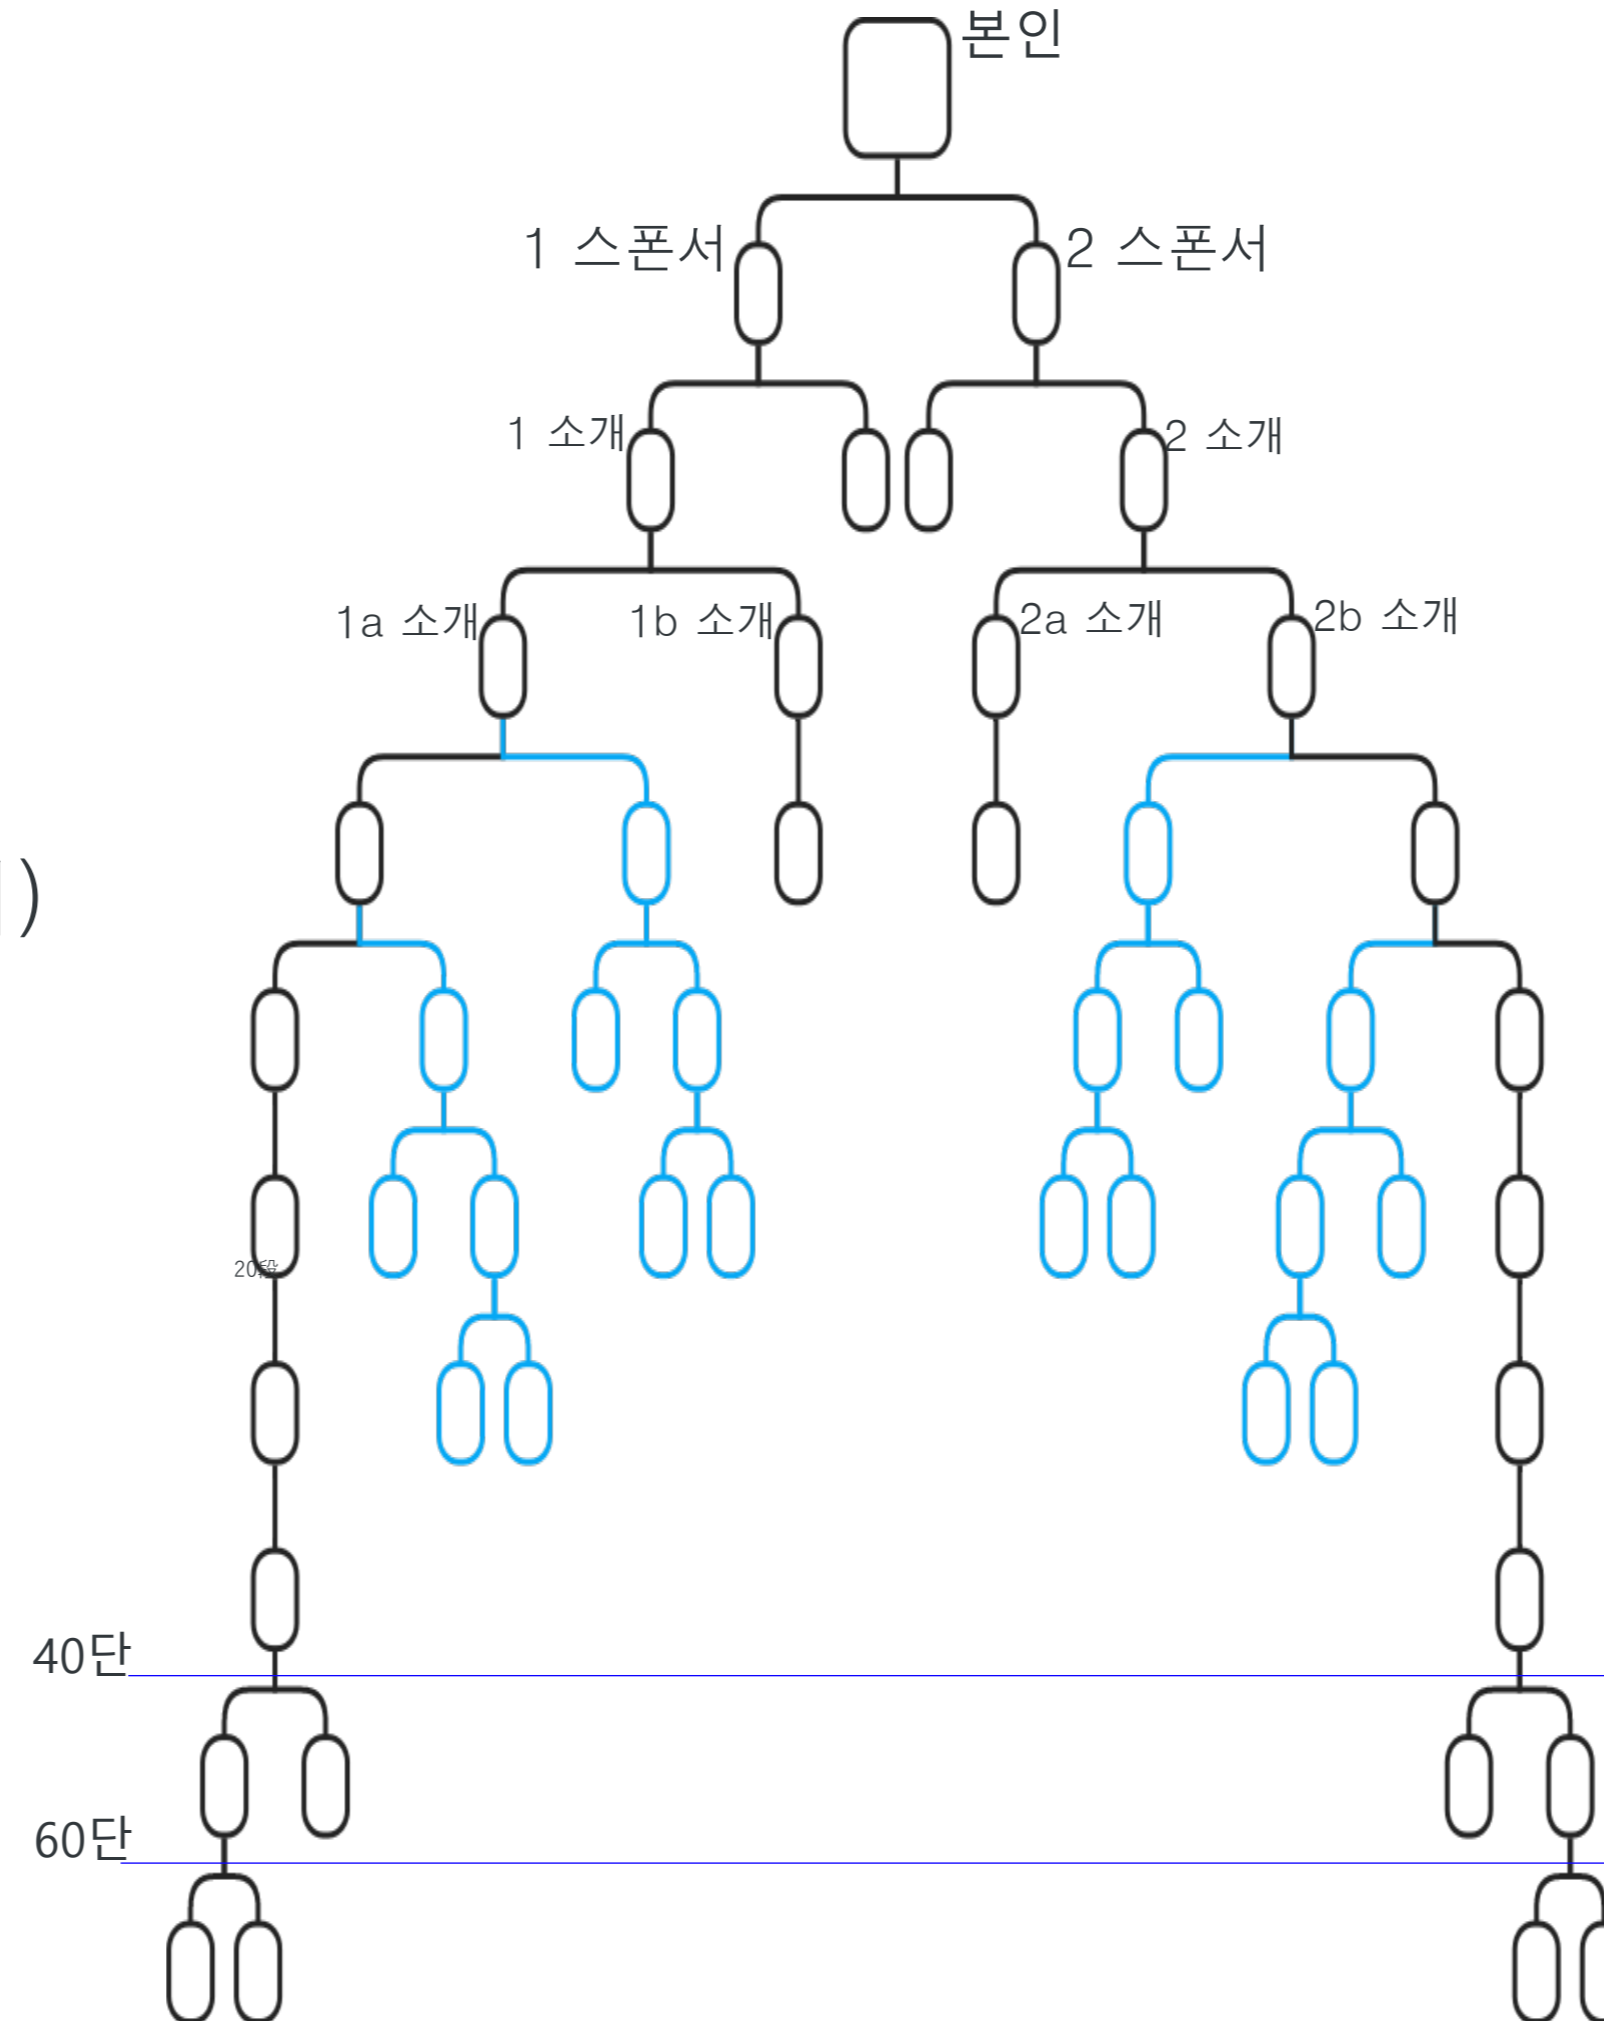 본인
1 스폰서
2 스폰서
1 소개
2 소개
1a 소개
1b 소개
2a 소개
2b 소개
)
20段
40단
60단